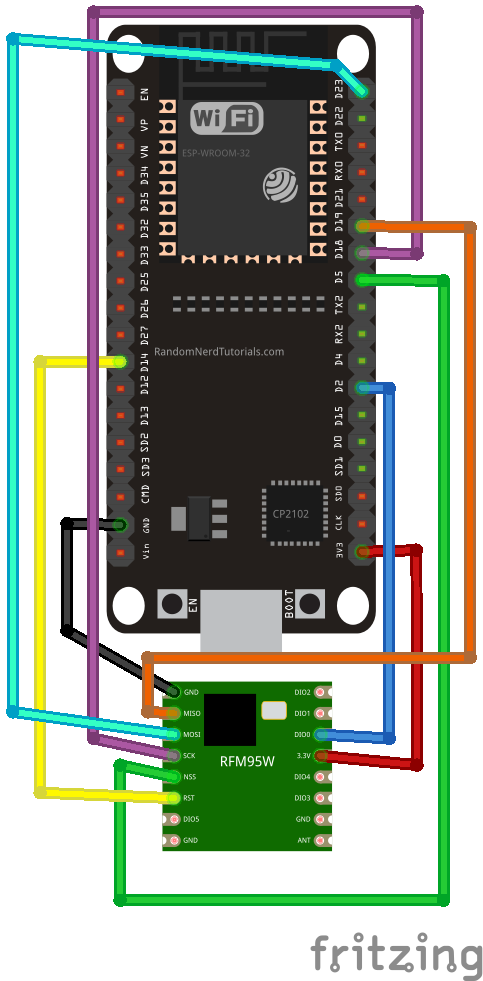 EN
VP
VN
D34
D35
D32
D33
D25
D26
D27
D14
D12
D13
SD2
SD3
CMD
GND
Vin
D23
D22
TX0
RX0
D21
D19
D18
D5
TX2
RX2
D4
D2
D15
D0
SD1
SD0
CLK
3V3
WiFi
ESP-WROOM-32
RandomNerdTutorials.com
CP2102
EN
BOOT
GND
MISO
MOSI
SCK
NSS
RST
DIO5
GND
RFM95W
DIO2
DIO1
DIO0
3.3V
DIO4
DIO3
GND
ANT
fritzing